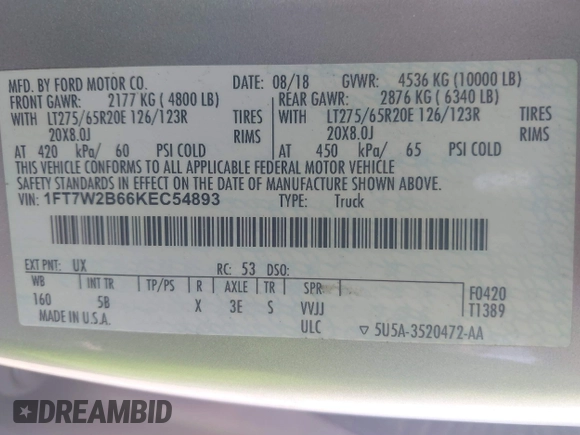 MFD. BY FORD MOTOR CO. DATE: 08/18 GVWR: 4536 KG (10000 LB)
FRONT GAWR: 2177 KG (4800 LB) REAR GAWR: 2876 KG (6340 LB)
WITH LT275/65R20E 126/123R TIRES WITH LT275/65R20E 126/123R TIRES
20X8.0J RIMS 20X8.0J RIMS
AT 420 kPa/ 60 PSI COLD AT 450 kPa/ 65 PSI COLD
THIS VEHICLE CONFORMS TO ALL APPLICABLE FEDERAL MOTOR VEHICLE
SAFETY STANDARDS IN EFFECT ON THE DATE OF MANUFACTURE SHOWN ABOVE.
VIN: 1FT7W2B66KEC54893 TYPE: Truck
EXT PNT: UX RC: 53 DSO:
WB INT TR TP/PS R AXLE TR SPR
160 5B X 3E S VVJJ F0420
MADE IN U.S.A. ULC T1389
▽ 5U5A-3520472-AA
DREAMBID